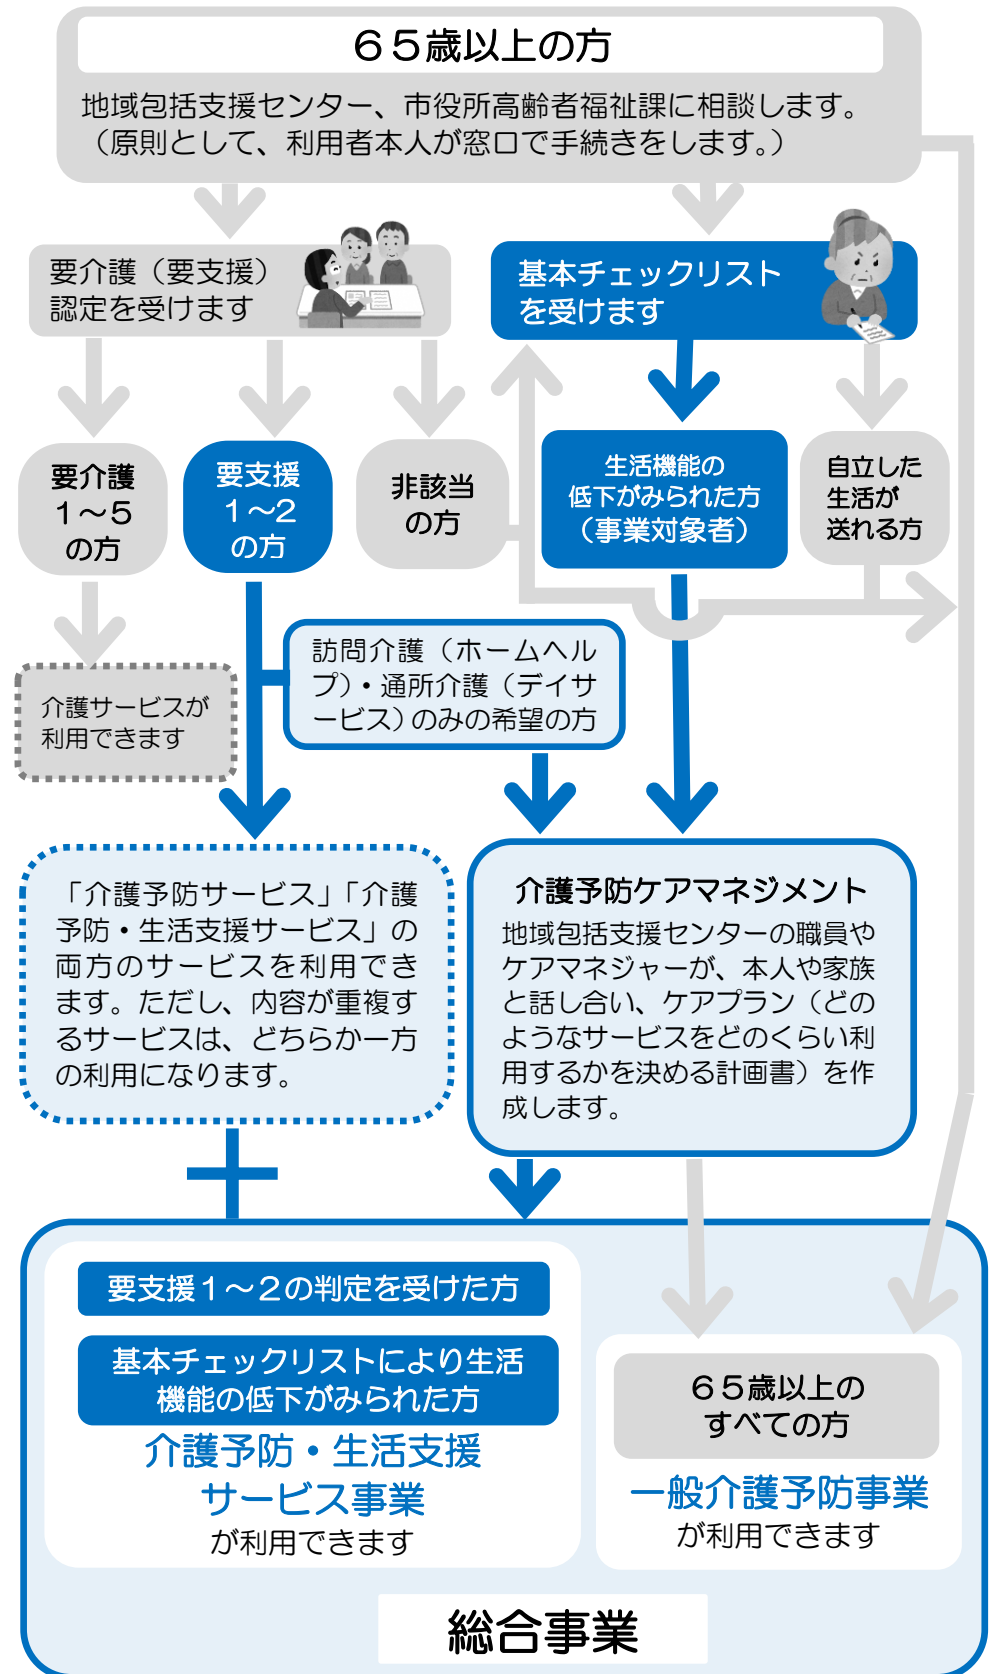 ６５歳以上の方
地域包括支援センター、市役所高齢者福祉課に相談します。
（原則として、利用者本人が窓口で手続きをします。）
要介護（要支援）
認定を受けます
基本チェックリスト
を受けます
要介護
１～５
の方
要支援
１～２
の方
非該当
の方
生活機能の
低下がみられた方
（事業対象者）
自立した
生活が
送れる方
訪問介護（ホームヘル
プ）・通所介護（デイサ
ービス）のみの希望の方
介護サービスが
利用できます
「介護予防サービス」「介護
予防・生活支援サービス」の
両方のサービスを利用でき
ます。ただし、内容が重複す
るサービスは、どちらか一方
の利用になります。
介護予防ケアマネジメント
地域包括支援センターの職員や
ケアマネジャーが、本人や家族
と話し合い、ケアプラン（どの
ようなサービスをどのくらい利
用するかを決める計画書）を作
成します。
要支援１～２の判定を受けた方
基本チェックリストにより生活
機能の低下がみられた方
介護予防・生活支援
サービス事業
が利用できます
６５歳以上の
すべての方
一般介護予防事業
が利用できます
総合事業